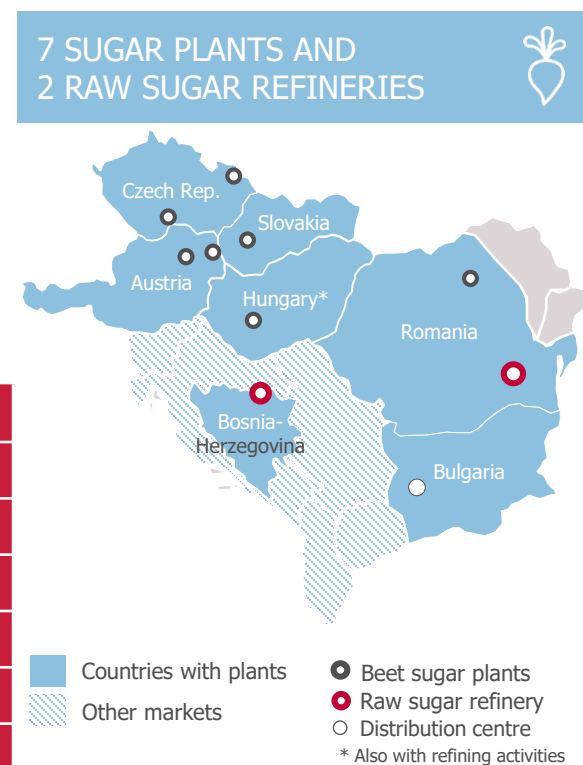 7 SUGAR PLANTS AND
2 RAW SUGAR REFINERIES
Czech Rep.
Slovakia
Austria
Hungary*
Romania
Bosnia-
Herzegovina
Bulgaria
Countries with plants
Other markets
Beet sugar plants
Raw sugar refinery
Distribution centre
* Also with refining activities